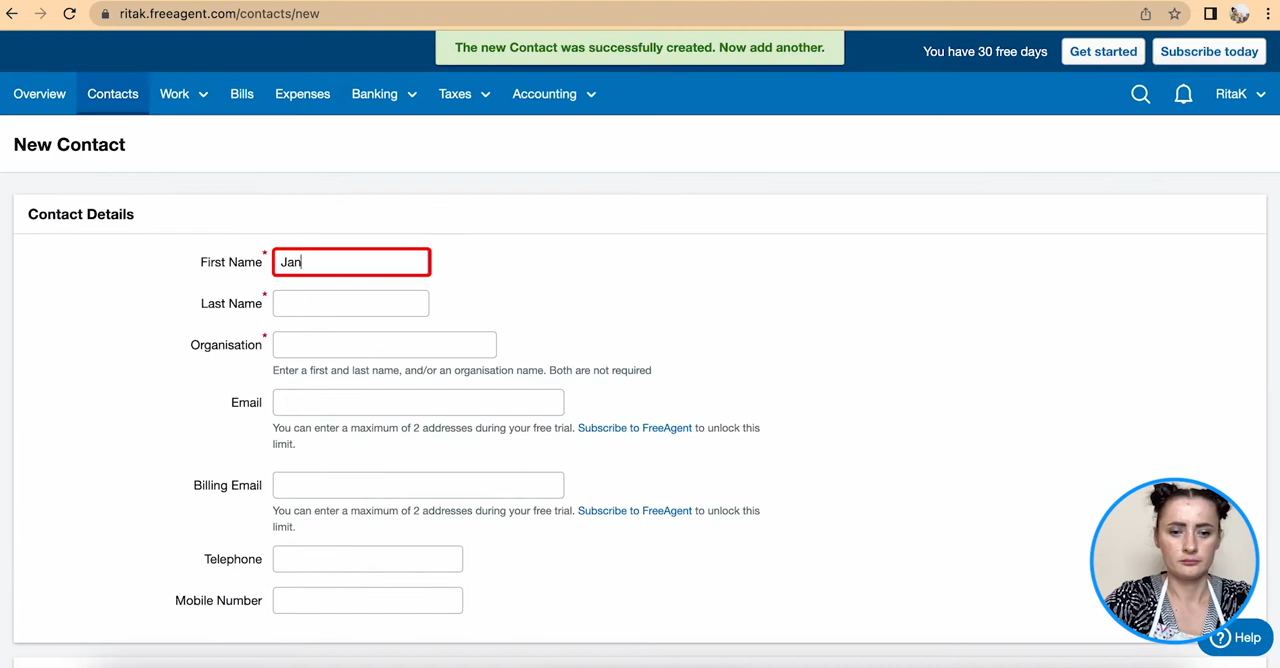 ritak.freeagent.com/contacts/new
The new Contact was successfully created. Now add another.
You have 30 free days
Get started
Subscribe today
Overview
Contacts
Work
Bills
Expenses
Banking
Taxes
Accounting
RitaK
New Contact
Contact Details
First Name*
Jan
Last Name*
Organisation*
Enter a first and last name, and/or an organisation name. Both are not required
Email
You can enter a maximum of 2 addresses during your free trial. Subscribe to FreeAgent to unlock this
limit.
Billing Email
You can enter a maximum of 2 addresses during your free trial. Subscribe to FreeAgent to unlock this
limit.
Telephone
Mobile Number
? Help